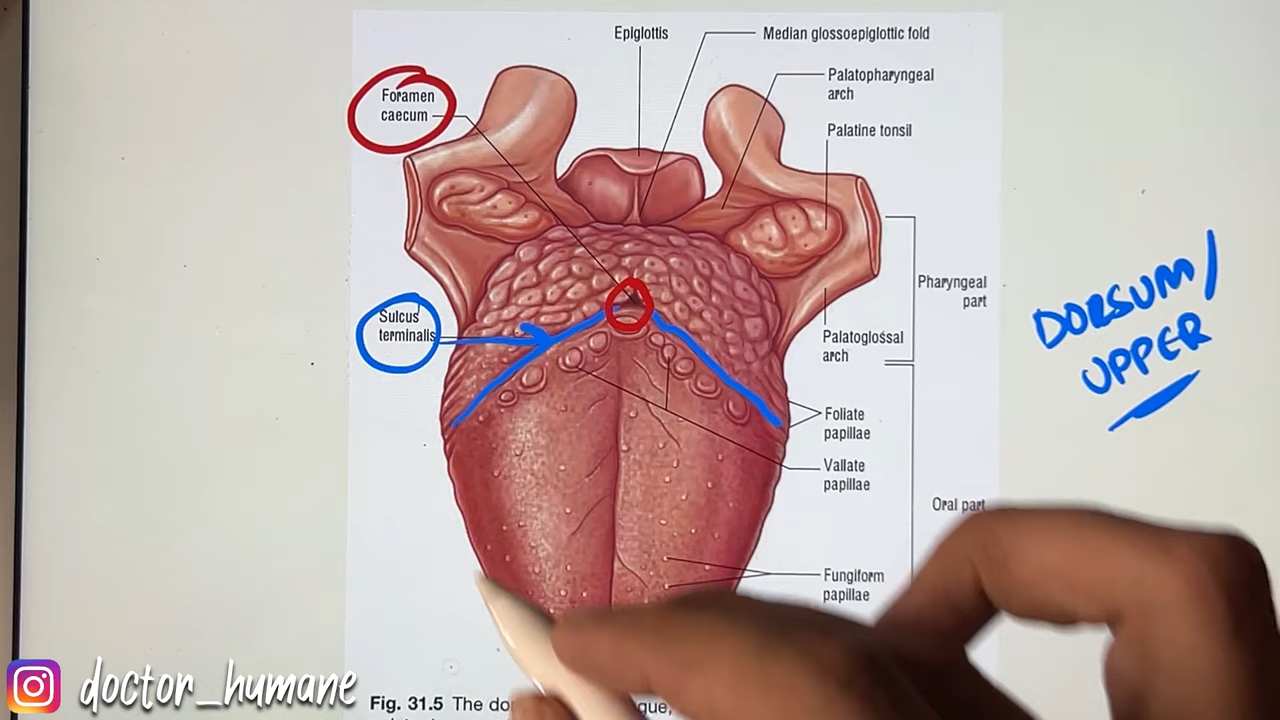 Epiglottis
Median glossoepiglottic fold
Foramen
caecum
Palatopharyngeal
arch
Palatine tonsil
Pharyngeal
part
Sulcus
terminalis
Palatoglossal
arch
DORSUM/
UPPER
Foliate
papillae
Vallate
papillae
Oral part
Fungiform
papillae
doctor_humane
Fig. 31.5 The do gue,